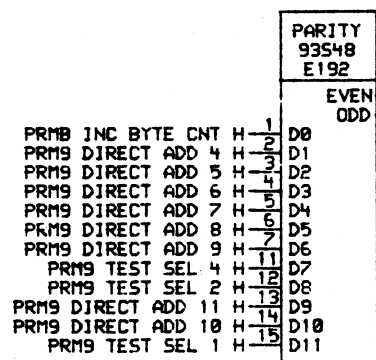 PARITY
93S48
E192
EVEN
ODD
PRMB INC BYTE CNT H 1 D0
PRM9 DIRECT ADD 4 H 2 D1
PRM9 DIRECT ADD 5 H 3 D2
PRM9 DIRECT ADD 6 H 4 D3
PRM9 DIRECT ADD 7 H 5 D4
PRM9 DIRECT ADD 8 H 6 D5
PRM9 DIRECT ADD 9 H 7 D6
PRM9 TEST SEL 4 H 11 D7
PRM9 TEST SEL 2 H 12 D8
PRM9 DIRECT ADD 11 H 13 D9
PRM9 DIRECT ADD 10 H 14 D10
PRM9 TEST SEL 1 H 15 D11